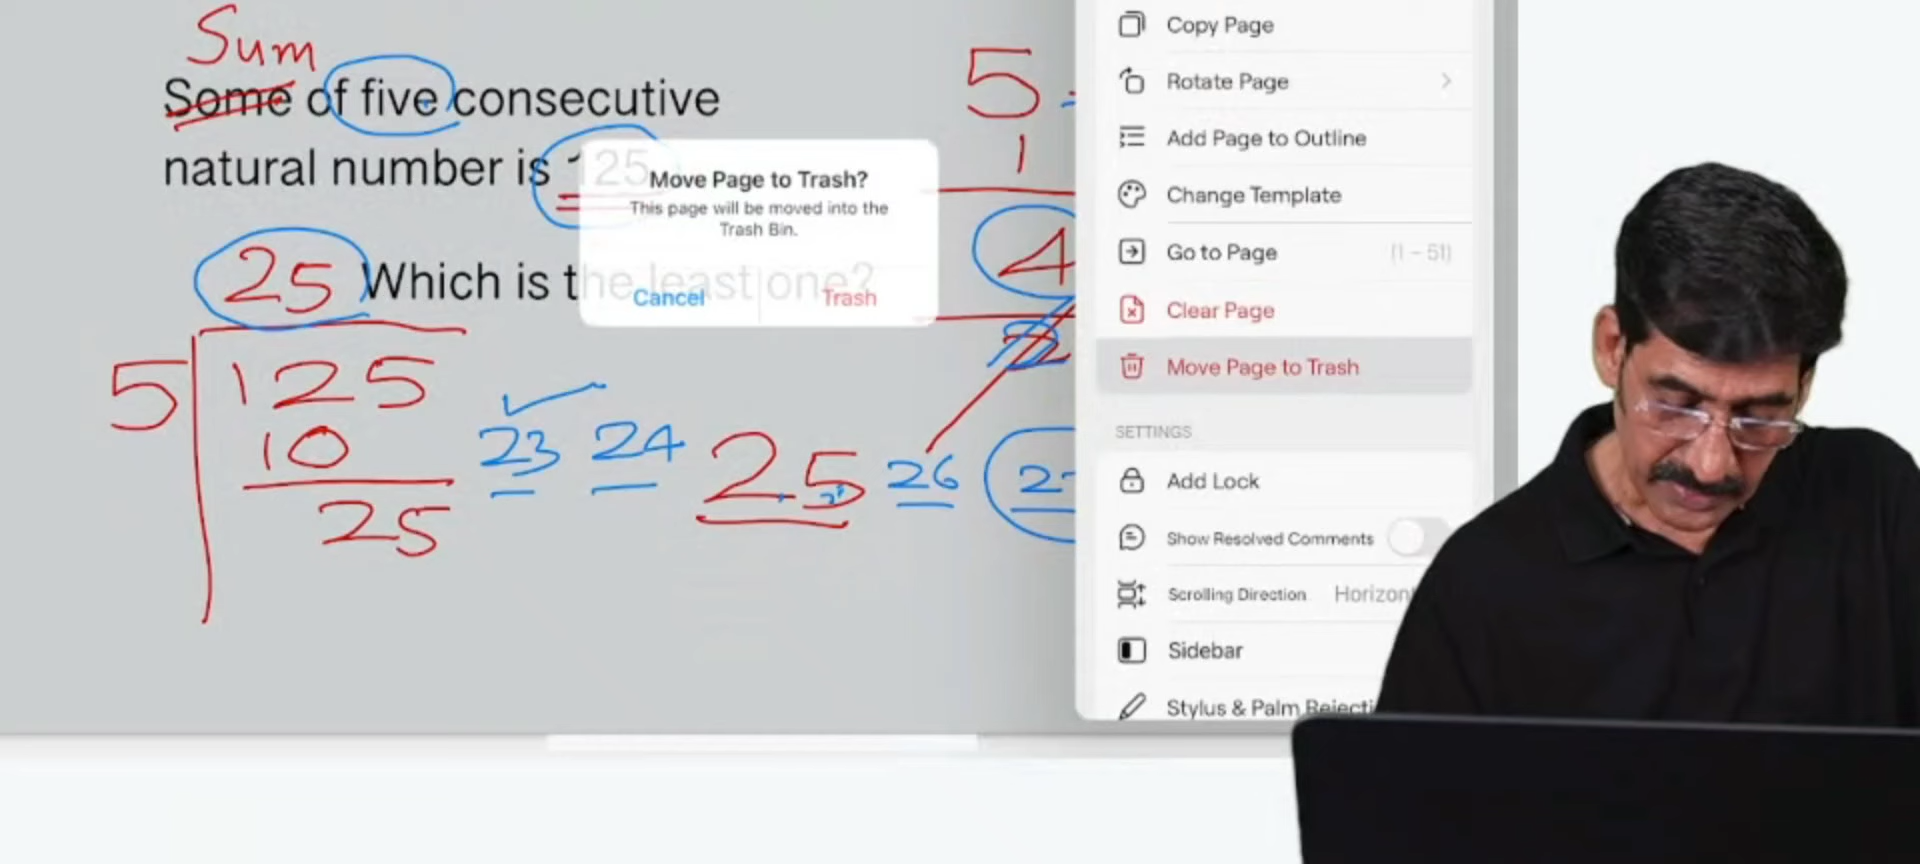 Sum
Some of five consecutive
natural number is 125
25 Which is the least one?
5 125
10
25
23 24 25 26
5
1
4
Move Page to Trash?
This page will be moved into the
Trash Bin.
Cancel Trash
Copy Page
Rotate Page
Add Page to Outline
Change Template
Go to Page (1 - 51)
Clear Page
Move Page to Trash
SETTINGS
Add Lock
Show Resolved Comments
Scrolling Direction
Sidebar
Stylus & Palm